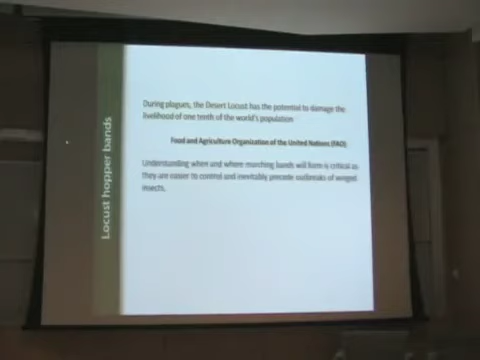 Locust hopper bands
During plagues, the Desert Locust has the potential to damage the
livelihood of one tenth of the world's population
Food and Agriculture Organization of the United Nations (FAO)
Understanding when and where marching bands will form is critical as
they are easier to control and inevitably precede outbreaks of winged
insects.